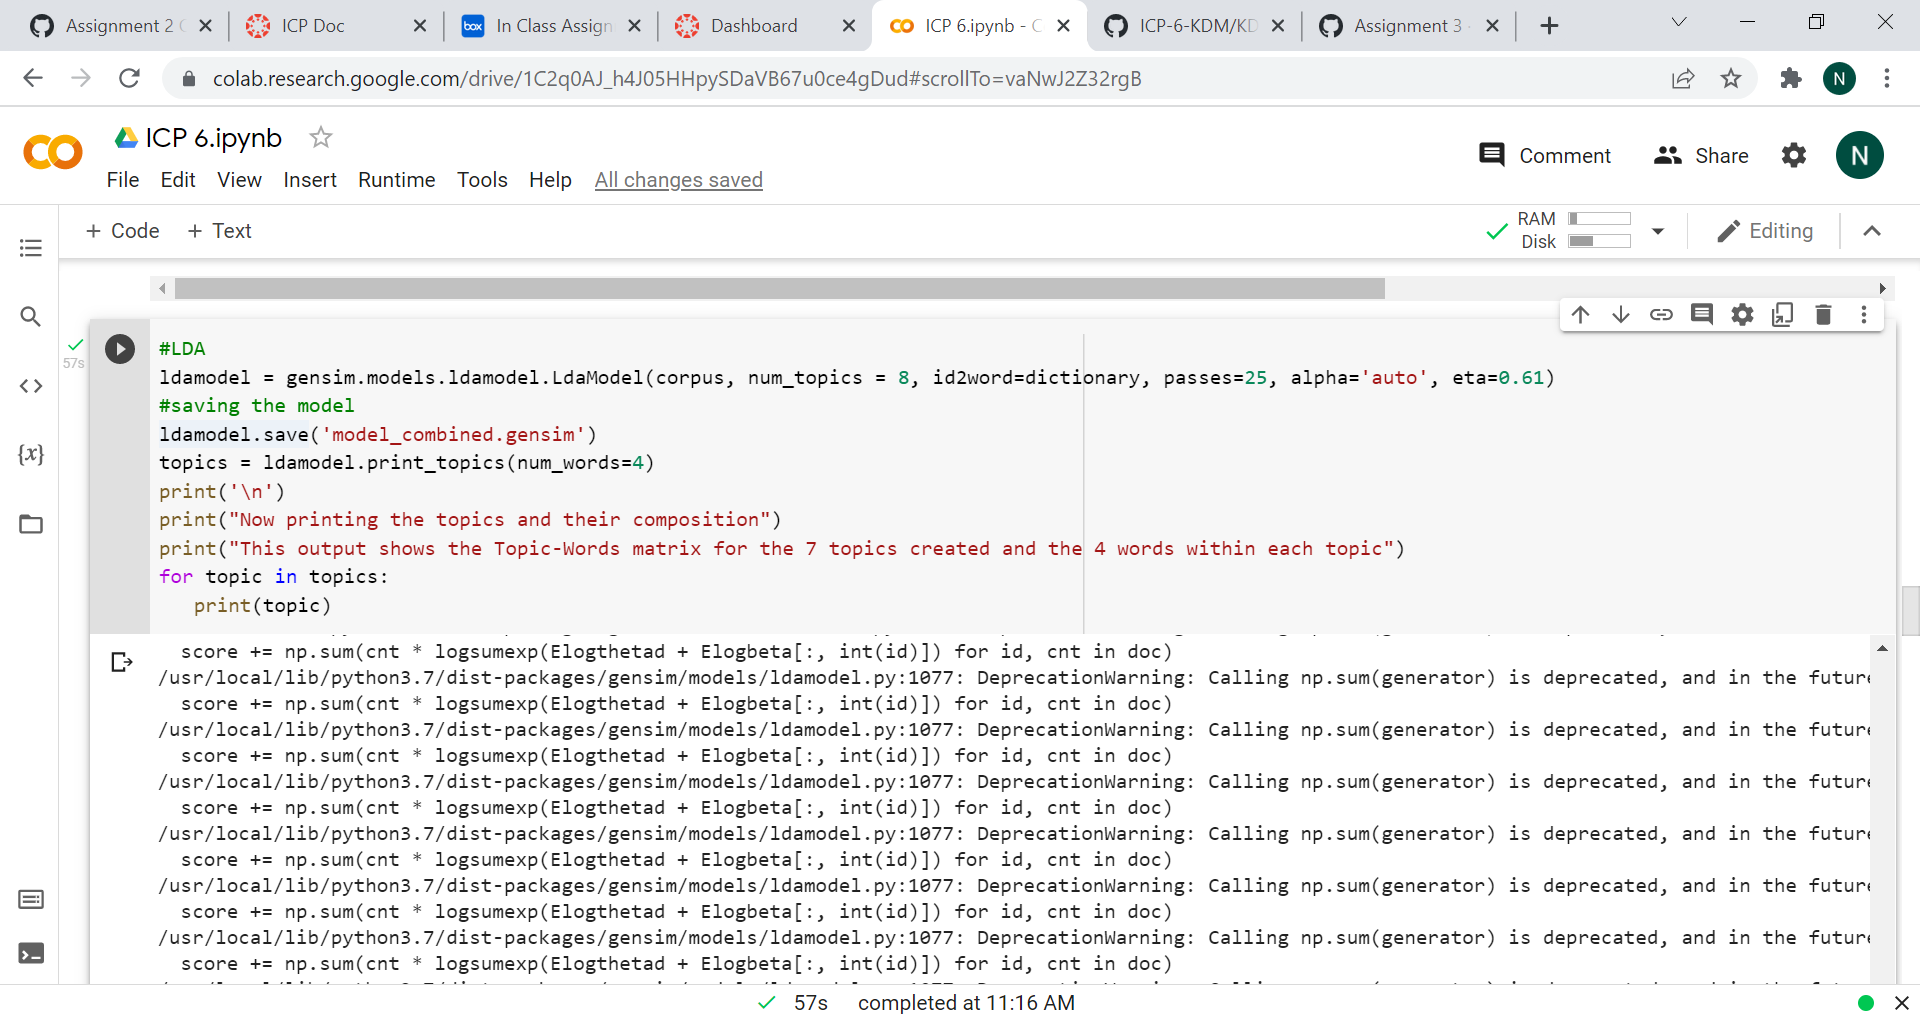 Assignment 2
ICP Doc
In Class Assign
Dashboard
ICP 6.ipynb - C
ICP-6-KDM/KD
Assignment 3
colab.research.google.com/drive/1C2q0AJ_h4J05HHpySDaVB67u0ce4gDud#scrollTo=vaNwJ2Z32rgB
N
CO
ICP 6.ipynb
File Edit View Insert Runtime Tools Help All changes saved
Comment
Share
N
+ Code + Text
RAM
Disk
Editing
57s
#LDA
ldamodel = gensim.models.ldamodel.LdaModel(corpus, num_topics = 8, id2word=dictionary, passes=25, alpha='auto', eta=0.61)
#saving the model
ldamodel.save('model_combined.gensim')
topics = ldamodel.print_topics(num_words=4)
print('\n')
print("Now printing the topics and their composition")
print("This output shows the Topic-Words matrix for the 7 topics created and the 4 words within each topic")
for topic in topics:
print(topic)
score += np.sum(cnt * logsumexp(Elogthetad + Elogbeta[:, int(id)]) for id, cnt in doc)
/usr/local/lib/python3.7/dist-packages/gensim/models/ldamodel.py:1077: DeprecationWarning: Calling np.sum(generator) is deprecated, and in the future
score += np.sum(cnt * logsumexp(Elogthetad + Elogbeta[:, int(id)]) for id, cnt in doc)
/usr/local/lib/python3.7/dist-packages/gensim/models/ldamodel.py:1077: DeprecationWarning: Calling np.sum(generator) is deprecated, and in the future
score += np.sum(cnt * logsumexp(Elogthetad + Elogbeta[:, int(id)]) for id, cnt in doc)
/usr/local/lib/python3.7/dist-packages/gensim/models/ldamodel.py:1077: DeprecationWarning: Calling np.sum(generator) is deprecated, and in the future
score += np.sum(cnt * logsumexp(Elogthetad + Elogbeta[:, int(id)]) for id, cnt in doc)
/usr/local/lib/python3.7/dist-packages/gensim/models/ldamodel.py:1077: DeprecationWarning: Calling np.sum(generator) is deprecated, and in the future
score += np.sum(cnt * logsumexp(Elogthetad + Elogbeta[:, int(id)]) for id, cnt in doc)
/usr/local/lib/python3.7/dist-packages/gensim/models/ldamodel.py:1077: DeprecationWarning: Calling np.sum(generator) is deprecated, and in the future
score += np.sum(cnt * logsumexp(Elogthetad + Elogbeta[:, int(id)]) for id, cnt in doc)
/usr/local/lib/python3.7/dist-packages/gensim/models/ldamodel.py:1077: DeprecationWarning: Calling np.sum(generator) is deprecated, and in the future
score += np.sum(cnt * logsumexp(Elogthetad + Elogbeta[:, int(id)]) for id, cnt in doc)
57s completed at 11:16 AM